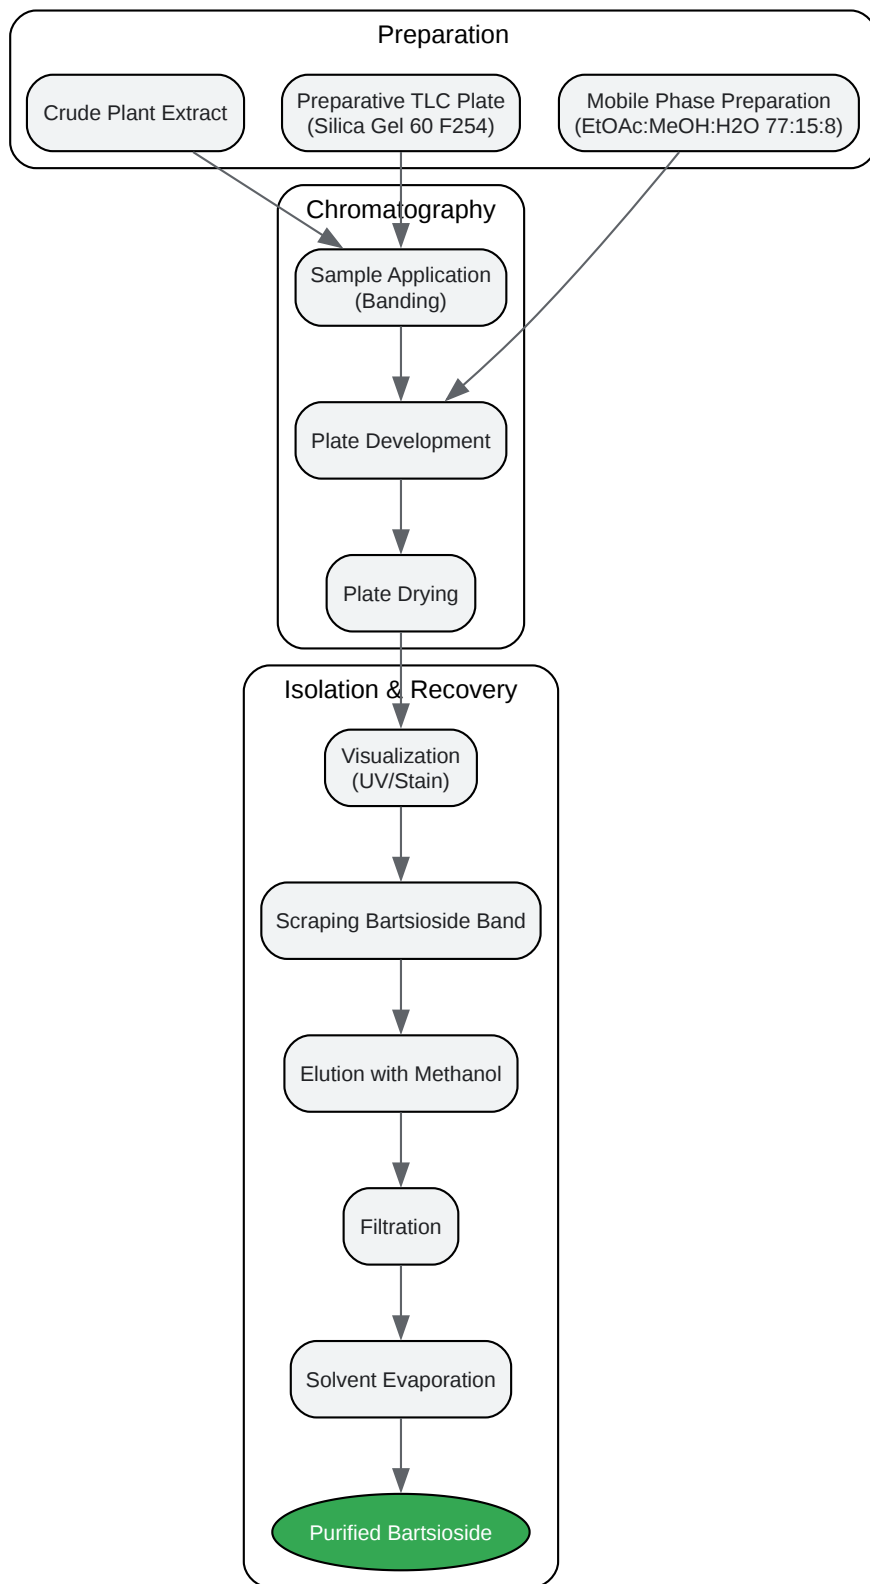 Preparation
Crude Plant Extract
Preparative TLC Plate
(Silica Gel 60 F254)
Mobile Phase Preparation
(EtOAc:MeOH:H2O 77:15:8)
Chromatography
Sample Application
(Banding)
Plate Development
Plate Drying
Isolation & Recovery
Visualization
(UV/Stain)
Scraping Bartsioside Band
Elution with Methanol
Filtration
Solvent Evaporation
Purified Bartsioside